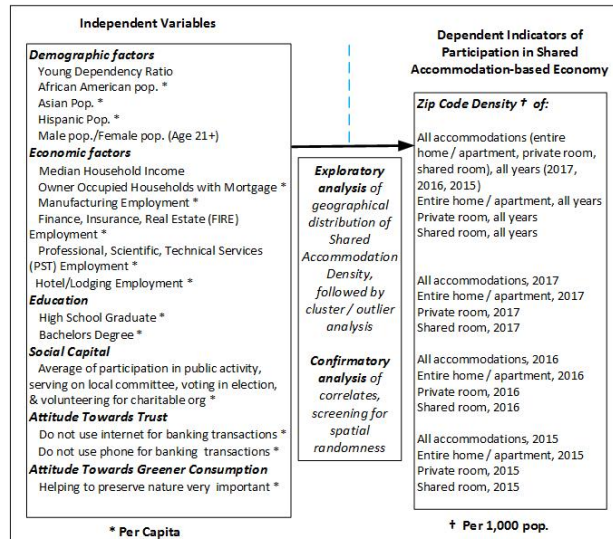 Independent Variables
Demographic factors
Young Dependency Ratio
African American pop. *
Asian Pop. *
Hispanic Pop. *
Male pop./Female pop. (Age 21+)
Economic factors
Median Household Income
Owner Occupied Households with Mortgage *
Manufacturing Employment *
Finance, Insurance, Real Estate (FIRE)
Employment *
Professional, Scientific, Technical Services
(PST) Employment *
Hotel/Lodging Employment *
Education
High School Graduate *
Bachelors Degree *
Social Capital
Average of participation in public activity,
serving on local committee, voting in election,
& volunteering for charitable org *
Attitude Towards Trust
Do not use internet for banking transactions *
Do not use phone for banking transactions *
Attitude Towards Greener Consumption
Helping to preserve nature very important *
* Per Capita
Exploratory
analysis of
geographical
distribution of
Shared
Accommodation
Density,
followed by
cluster / outlier
analysis
Confirmatory
analysis of
correlates,
screening for
spatial
randomness
Dependent Indicators of
Participation in Shared
Accommodation-based Economy
Zip Code Density † of:
All accommodations (entire
home / apartment, private room,
shared room), all years (2017,
2016, 2015)
Entire home / apartment, all years
Private room, all years
Shared room, all years
All accommodations, 2017
Entire home / apartment, 2017
Private room, 2017
Shared room, 2017
All accommodations, 2016
Entire home / apartment, 2016
Private room, 2016
Shared room, 2016
All accommodations, 2015
Entire home / apartment, 2015
Private room, 2015
Shared room, 2015
† Per 1,000 pop.